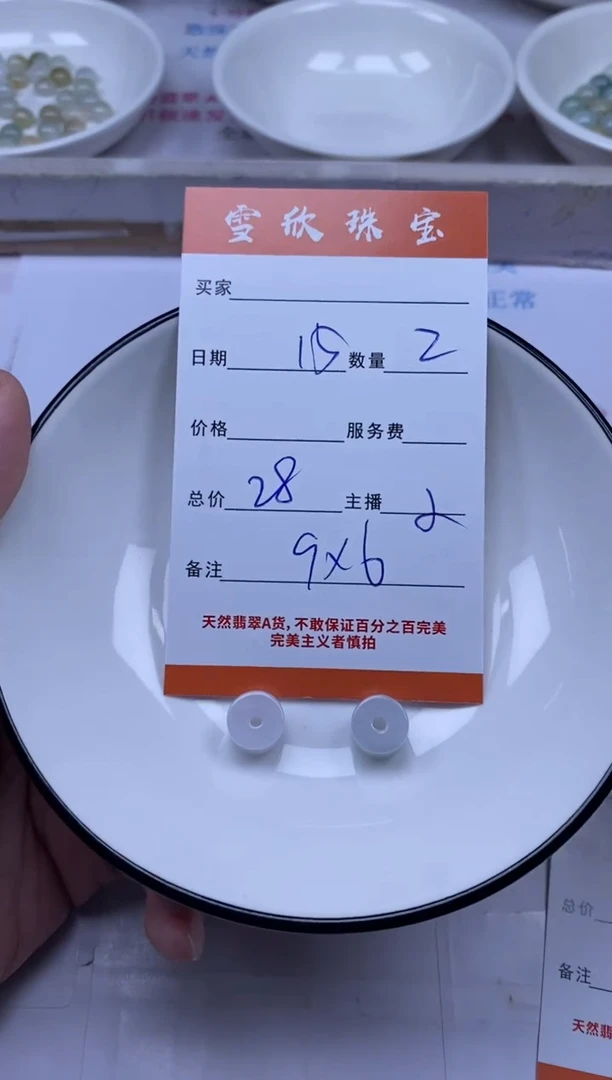 雪欣珠宝
买家
日期 15 数量 2
价格 服务费
总价 28 主播
备注 9x6
天然翡翠A货,不敢保证百分之百完美
完美主义者慎拍
正常
总价
备注
天然翡